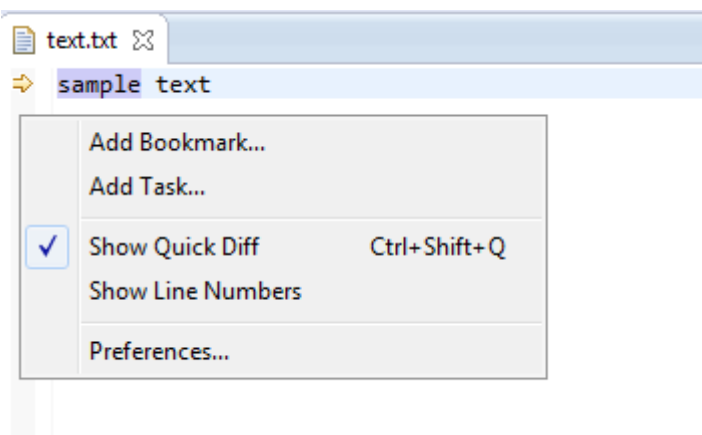 text.txt
sample text
Add Bookmark...
Add Task...
Show Quick Diff Ctrl+Shift+Q
Show Line Numbers
Preferences...